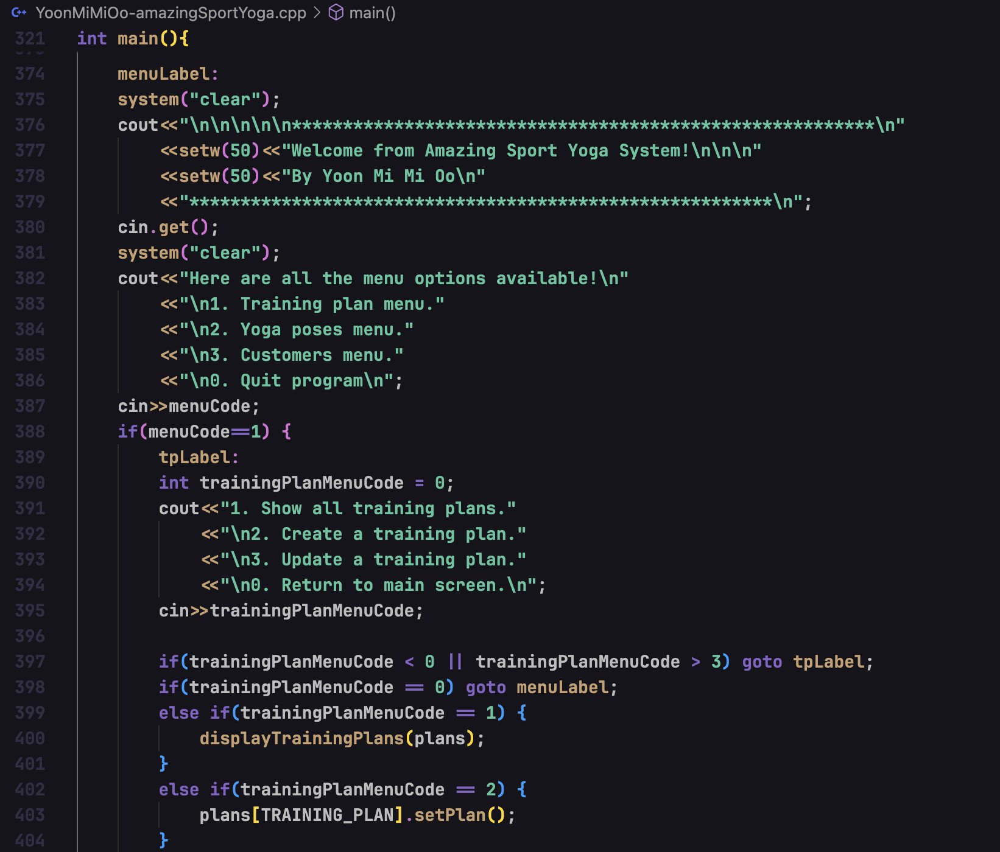 YoonMiMiOo-amazingSportYoga.cpp > main()
321 int main(){
374 menuLabel:
375 system("clear");
376 cout<<"\n\n\n\n\n*********************************************************\n"
377 <<setw(50)<<"Welcome from Amazing Sport Yoga System!\n\n\n"
378 <<setw(50)<<"By Yoon Mi Mi Oo\n"
379 <<"*********************************************************\n";
380 cin.get();
381 system("clear");
382 cout<<"Here are all the menu options available!\n"
383 <<"\n1. Training plan menu."
384 <<"\n2. Yoga poses menu."
385 <<"\n3. Customers menu."
386 <<"\n0. Quit program\n";
387 cin>>menuCode;
388 if(menuCode==1) {
389 tpLabel:
390 int trainingPlanMenuCode = 0;
391 cout<<"1. Show all training plans."
392 <<"\n2. Create a training plan."
393 <<"\n3. Update a training plan."
394 <<"\n0. Return to main screen.\n";
395 cin>>trainingPlanMenuCode;
396
397 if(trainingPlanMenuCode < 0 || trainingPlanMenuCode > 3) goto tpLabel;
398 if(trainingPlanMenuCode == 0) goto menuLabel;
399 else if(trainingPlanMenuCode == 1) {
400 displayTrainingPlans(plans);
401 }
402 else if(trainingPlanMenuCode == 2) {
403 plans[TRAINING_PLAN].setPlan();
404 }